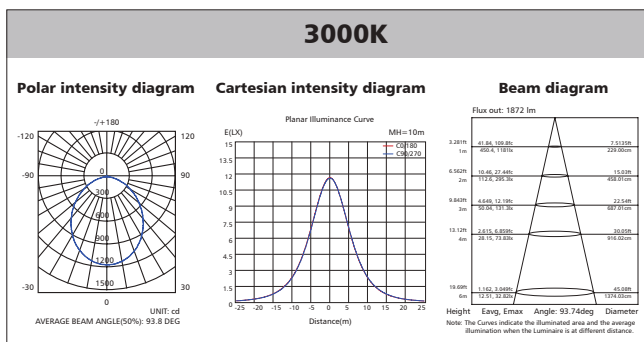 3000K
Polar intensity diagram
-/+180
-120
120
-90
90
0
300
600
900
1200
1500
-30
30
0
UNIT: cd
AVERAGE BEAM ANGLE(50%): 93.8 DEG
Cartesian intensity diagram
Planar Illuminance Curve
E(LX)
MH=10m
C0/180
C90/270
15
13.5
12
10.5
9
7.5
6
4.5
3
1.5
0
-25 -20 -15 -10 -5 0 5 10 15 20 25
Distance(m)
Beam diagram
Flux out: 1872 lm
3.281ft 41.84, 109.8fc 7.5135ft
1m 450.4, 1181lx 229.00cm
6.562ft 10.46, 27.44fc 15.03ft
2m 112.6, 295.3lx 458.01cm
9.843ft 4.648, 12.19fc 22.54ft
3m 50.04, 131.3lx 687.01cm
13.12ft 2.615, 6.859fc 30.05ft
4m 28.15, 73.83lx 916.02cm
19.69ft 1.162, 3.049fc 45.08ft
6m 12.51, 32.82lx 1374.03cm
Height Eavg, Emax Angle: 93.74deg Diameter
Note: The Curves indicate the illuminated area and the average
illumination when the Luminaire is at different distance.